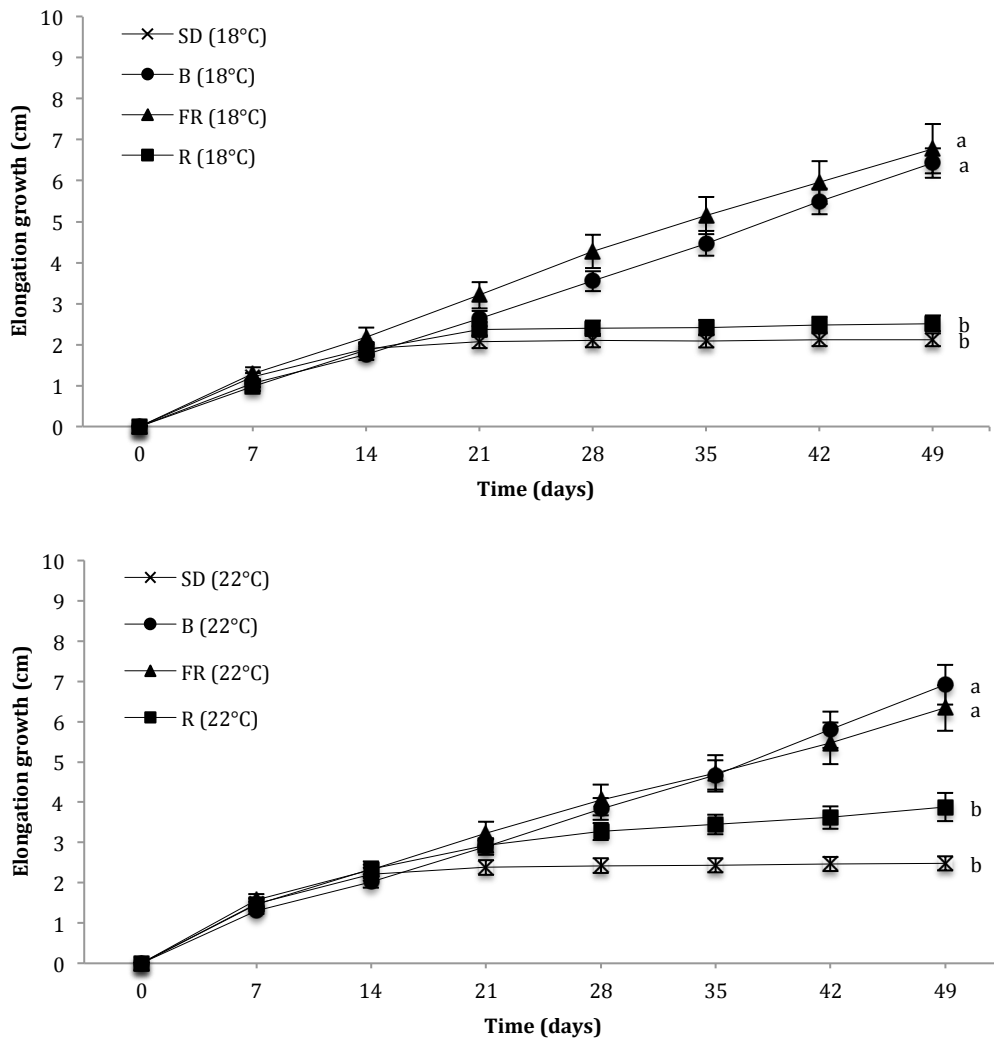 10
9
8
7
6
5
4
3
2
1
0
Elongation growth (cm)
SD (18°C)
B (18°C)
FR (18°C)
R (18°C)
a
a
b
b
0 7 14 21 28 35 42 49
Time (days)
10
9
8
7
6
5
4
3
2
1
0
Elongation growth (cm)
SD (22°C)
B (22°C)
FR (22°C)
R (22°C)
a
a
b
b
0 7 14 21 28 35 42 49
Time (days)